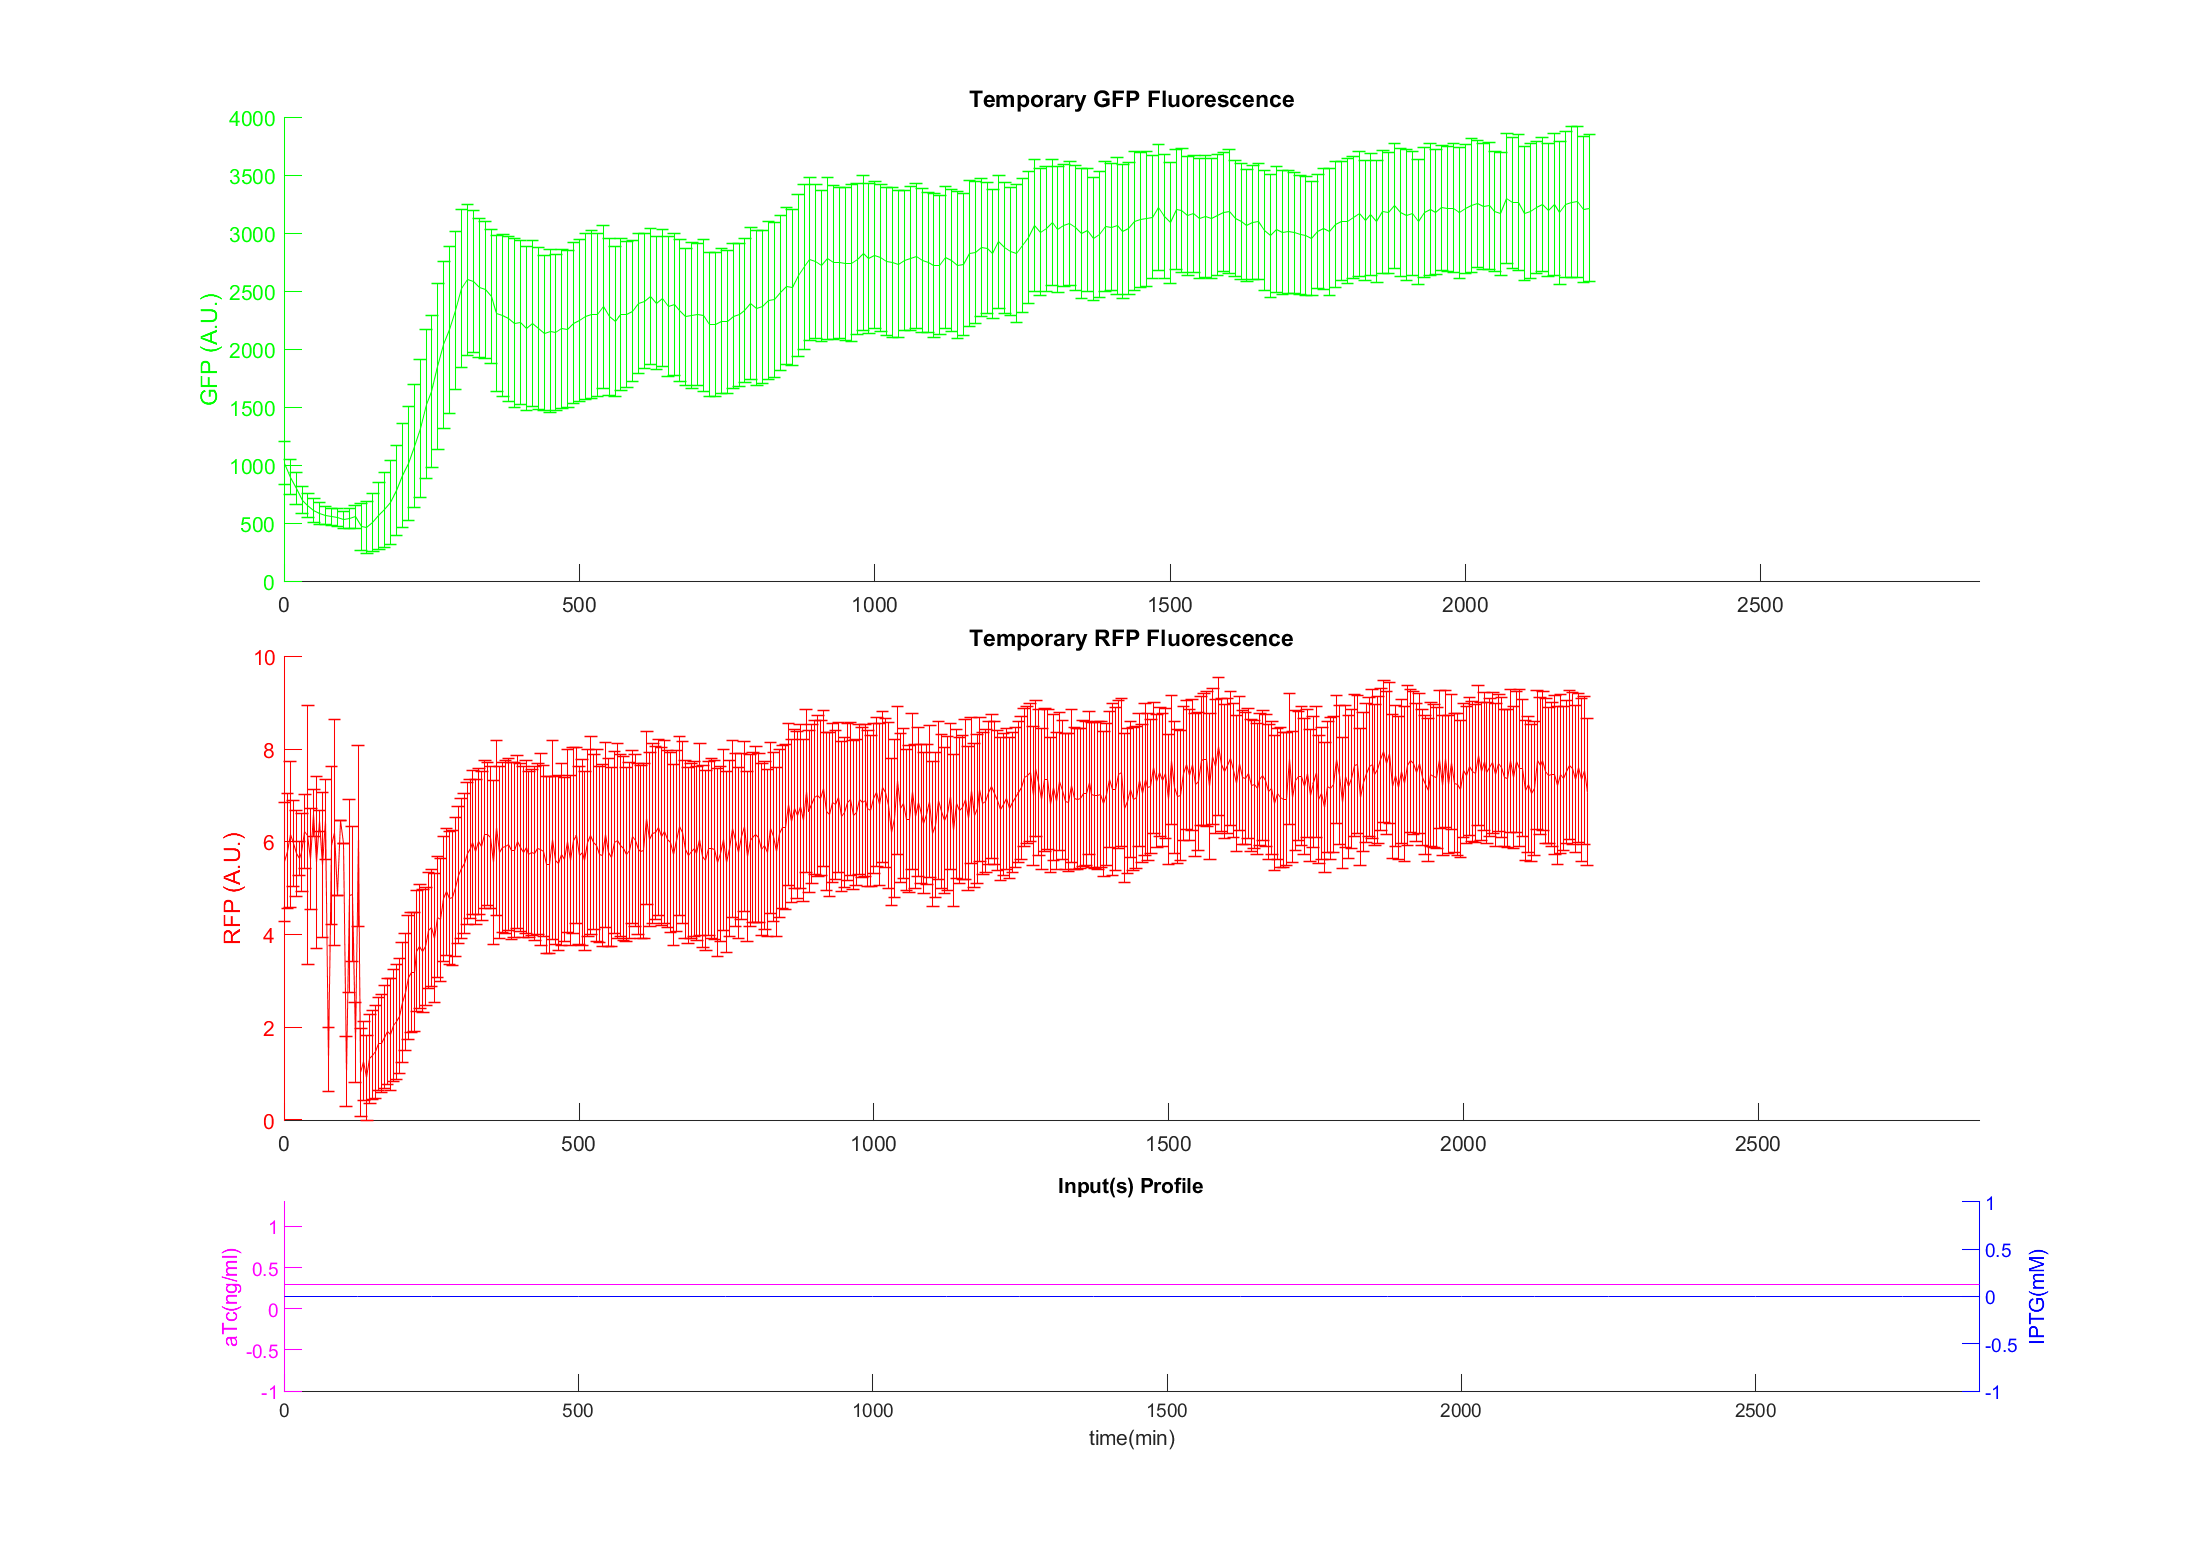 Temporary GFP Fluorescence
4000
3500
3000
2500
2000
1500
1000
500
0
GFP (A.U.)
0 500 1000 1500 2000 2500
Temporary RFP Fluorescence
10
8
6
4
2
0
RFP (A.U.)
0 500 1000 1500 2000 2500
Input(s) Profile
1
0.5
0
-0.5
-1
aTc(ng/ml)
1
0.5
0
-0.5
-1
IPTG(mM)
0 500 1000 1500 2000 2500
time(min)